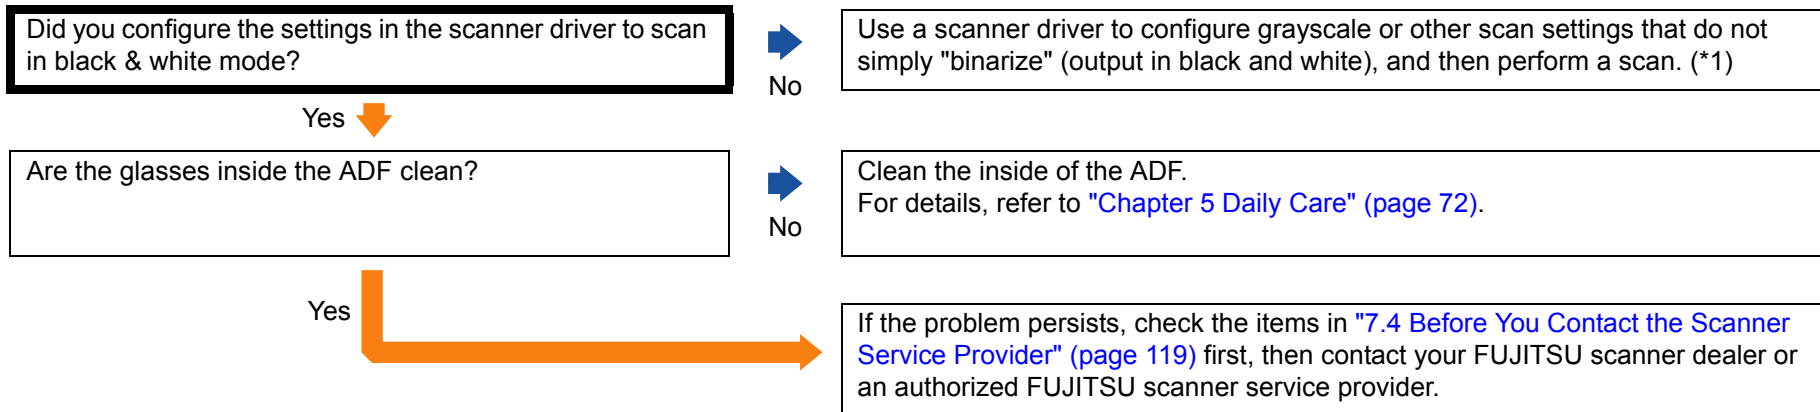 Did you configure the settings in the scanner driver to scan
in black & white mode?
No
Use a scanner driver to configure grayscale or other scan settings that do not
simply "binarize" (output in black and white), and then perform a scan. (*1)
Yes
Are the glasses inside the ADF clean?
No
Clean the inside of the ADF.
For details, refer to "Chapter 5 Daily Care" (page 72).
Yes
If the problem persists, check the items in "7.4 Before You Contact the Scanner
Service Provider" (page 119) first, then contact your FUJITSU scanner dealer or
an authorized FUJITSU scanner service provider.